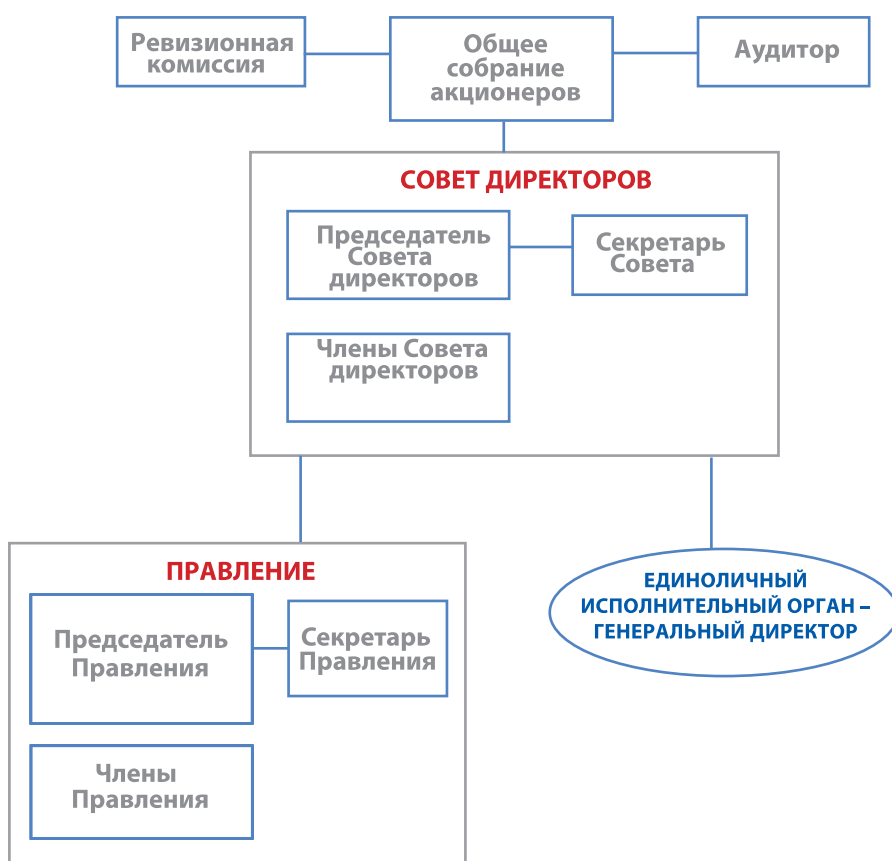 Ревизионная
комиссия
Общее
собрание
акционеров
Аудитор
СОВЕТ ДИРЕКТОРОВ
Председатель
Совета
директоров
Секретарь
Совета
Члены Совета
директоров
ПРАВЛЕНИЕ
Председатель
Правления
Секретарь
Правления
Члены
Правления
ЕДИНОЛИЧНЫЙ
ИСПОЛНИТЕЛЬНЫЙ ОРГАН –
ГЕНЕРАЛЬНЫЙ ДИРЕКТОР